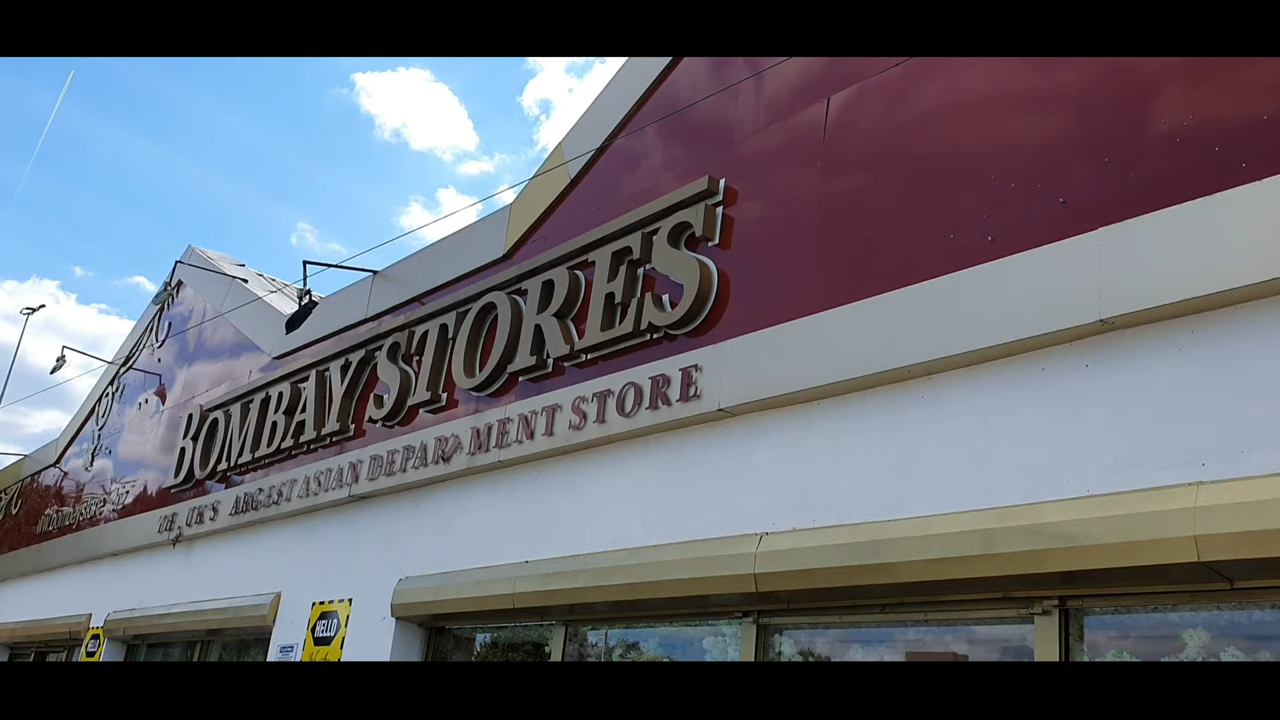 BOMBAY STORES
UK'S ARGEST ASIAN DEPAR MENT STORE
HELLO
HELLO